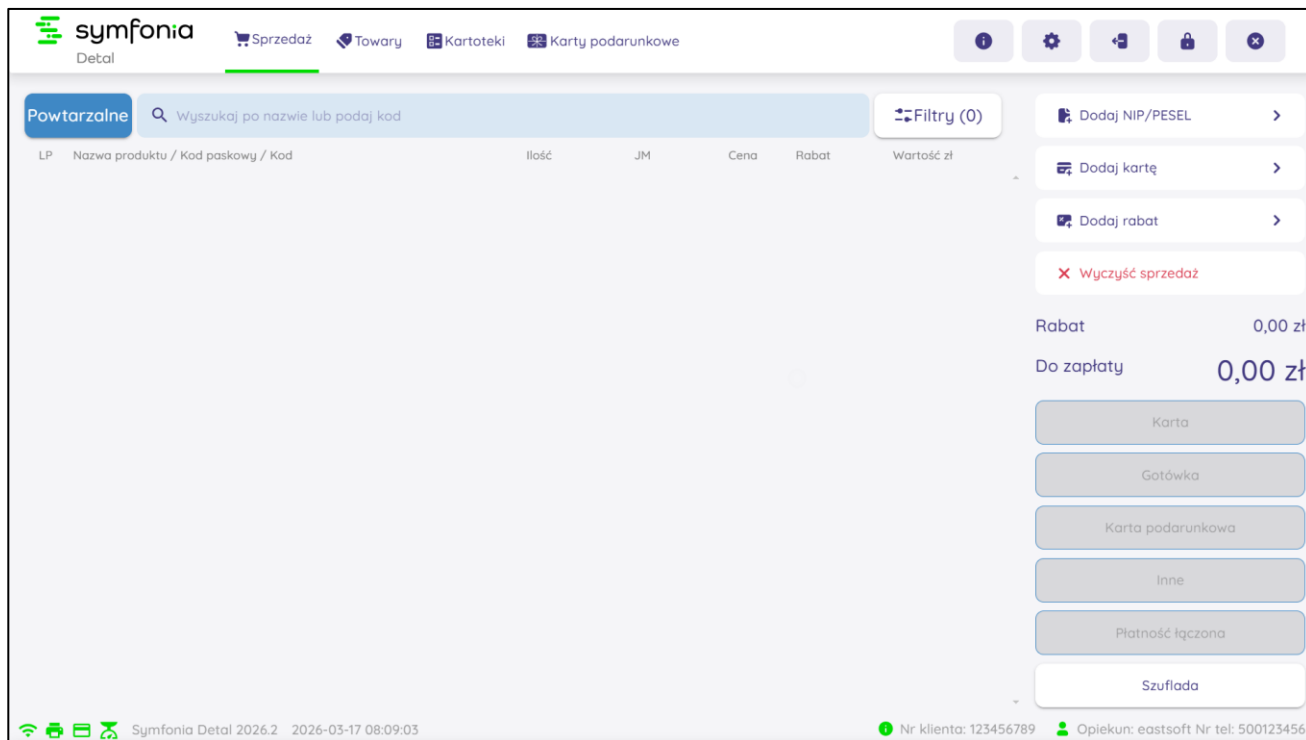 symfonia
Detal
Sprzedaż Towary Kartoteki Karty podarunkowe
Powtarzalne Wyszukaj po nazwie lub podaj kod Filtry (0)
LP Nazwa produktu / Kod paskowy / Kod Ilość JM Cena Rabat Wartość zł
Dodaj NIP/PESEL
Dodaj kartę
Dodaj rabat
Wyczyść sprzedaż
Rabat 0,00 zł
Do zapłaty 0,00 zł
Karta
Gotówka
Karta podarunkowa
Inne
Płatność łączona
Szuflada
Symfonia Detal 2026.2 2026-03-17 08:09:03 Nr klienta: 123456789 Opiekun: eastsoft Nr tel: 500123456